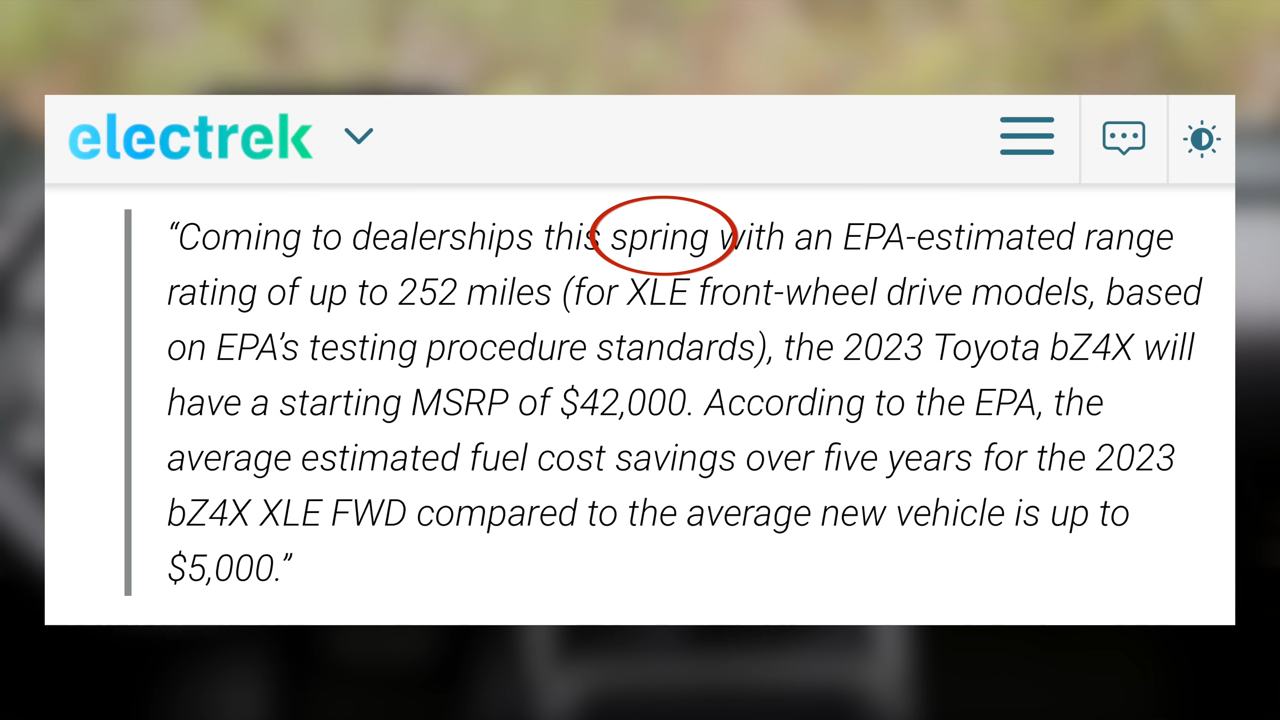 electrek
“Coming to dealerships this spring with an EPA-estimated range
rating of up to 252 miles (for XLE front-wheel drive models, based
on EPA’s testing procedure standards), the 2023 Toyota bZ4X will
have a starting MSRP of $42,000. According to the EPA, the
average estimated fuel cost savings over five years for the 2023
bZ4X XLE FWD compared to the average new vehicle is up to
$5,000.”